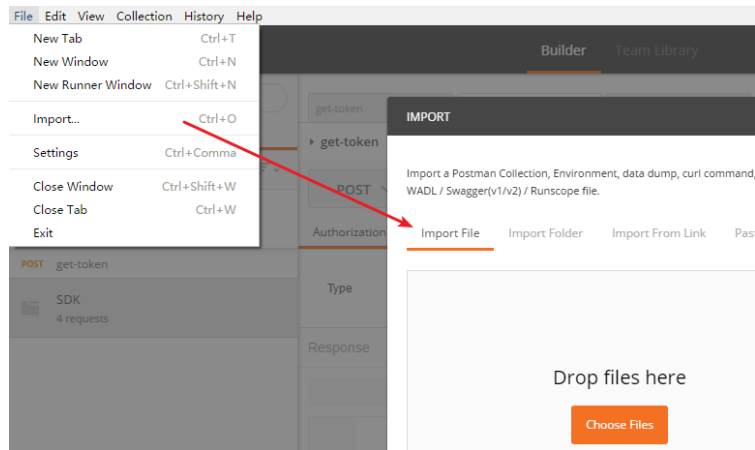 File Edit View Collection History Help
New Tab Ctrl+T
New Window Ctrl+N
New Runner Window Ctrl+Shift+N
Import... Ctrl+O
Settings Ctrl+Comma
Close Window Ctrl+Shift+W
Close Tab Ctrl+W
Exit
POST get-token
SDK
4 requests
Builder Team Library
get-token
get-token
POST
Authorization
Type
Response
IMPORT
Import a Postman Collection, Environment, data dump, curl command,
WADL / Swagger(v1/v2) / Runscope file.
Import File Import Folder Import From Link Pas
Drop files here
Choose Files